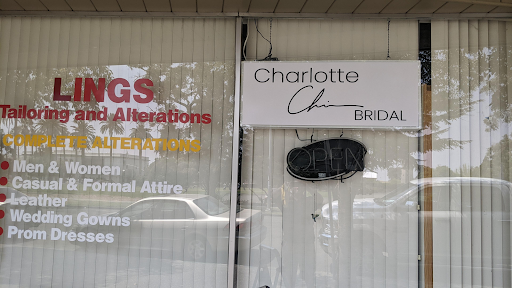 LINGS
Tailoring and Alterations
COMPLETE ALTERATIONS
Men & Women
Casual & Formal Attire
Leather
Wedding Gowns
Prom Dresses
Charlotte
Chi
BRIDAL
OPEN